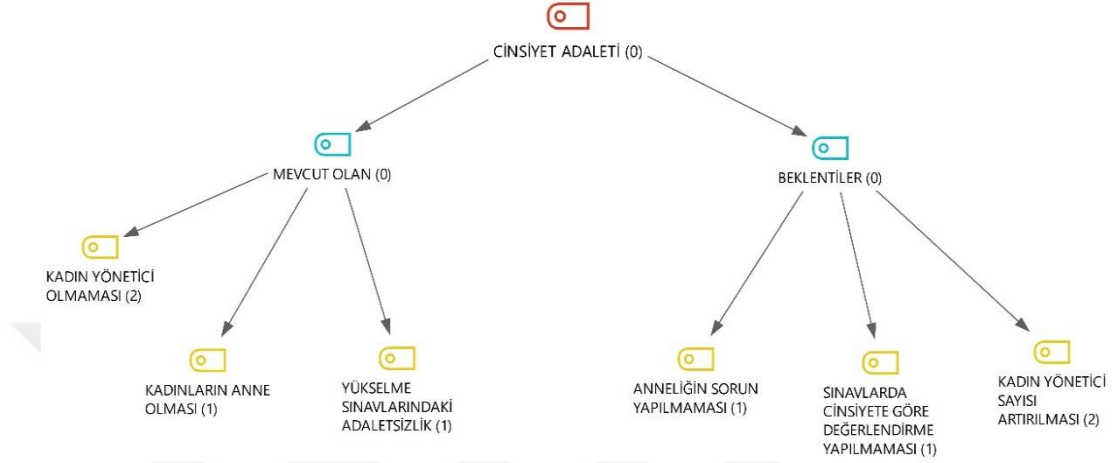 CİNSİYET ADALETİ (0)
MEVCUT OLAN (0)
BEKLENTİLER (0)
KADIN YÖNETİCİ
OLMAMASI (2)
KADINLARIN ANNE
OLMASI (1)
YÜKSELME
SINAVLARINDAKİ
ADALETSİZLİK (1)
ANNELİĞİN SORUN
YAPILMAMASI (1)
SINAVLARDA
CİNSİYETE GÖRE
DEĞERLENDİRME
YAPILMAMASI (1)
KADIN YÖNETİCİ
SAYISI
ARTIRILMASI (2)